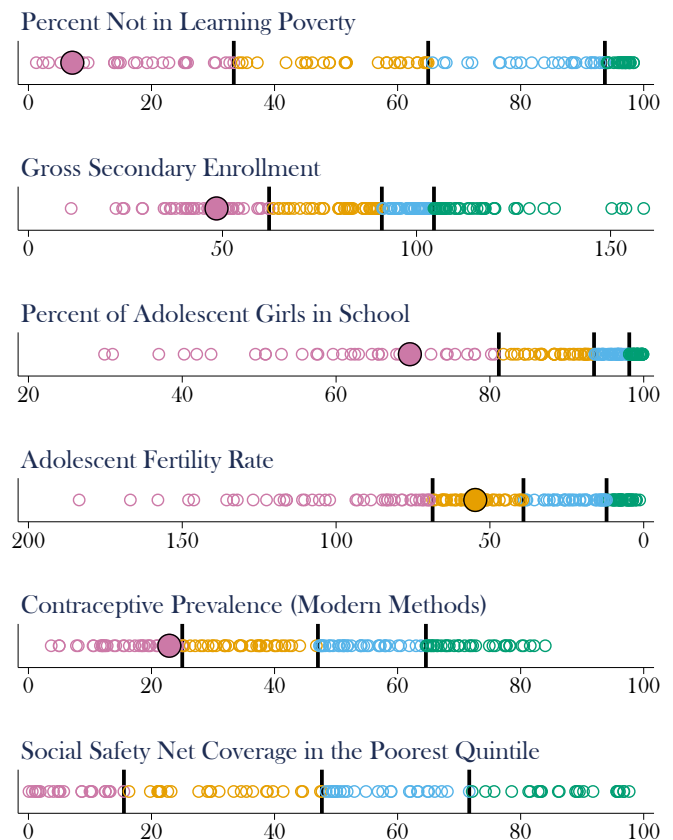 Percent Not in Learning Poverty
0 20 40 60 80 100
Gross Secondary Enrollment
0 50 100 150
Percent of Adolescent Girls in School
20 40 60 80 100
Adolescent Fertility Rate
200 150 100 50 0
Contraceptive Prevalence (Modern Methods)
0 20 40 60 80 100
Social Safety Net Coverage in the Poorest Quintile
0 20 40 60 80 100